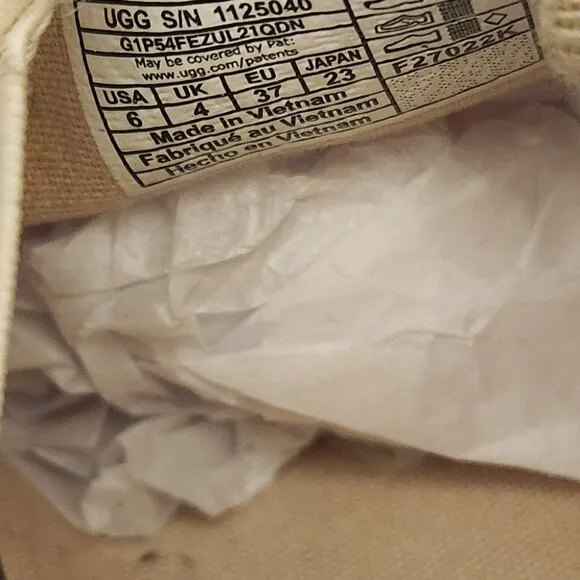 UGG S/N 1125040
G1P54FEZUL21QDN
May be covered by Pat:
www.ugg.com/patents
USA UK EU JAPAN
6 4 37 23
F27022K
Made in Vietnam
Fabriqué au Vietnam
Hecho en Vietnam